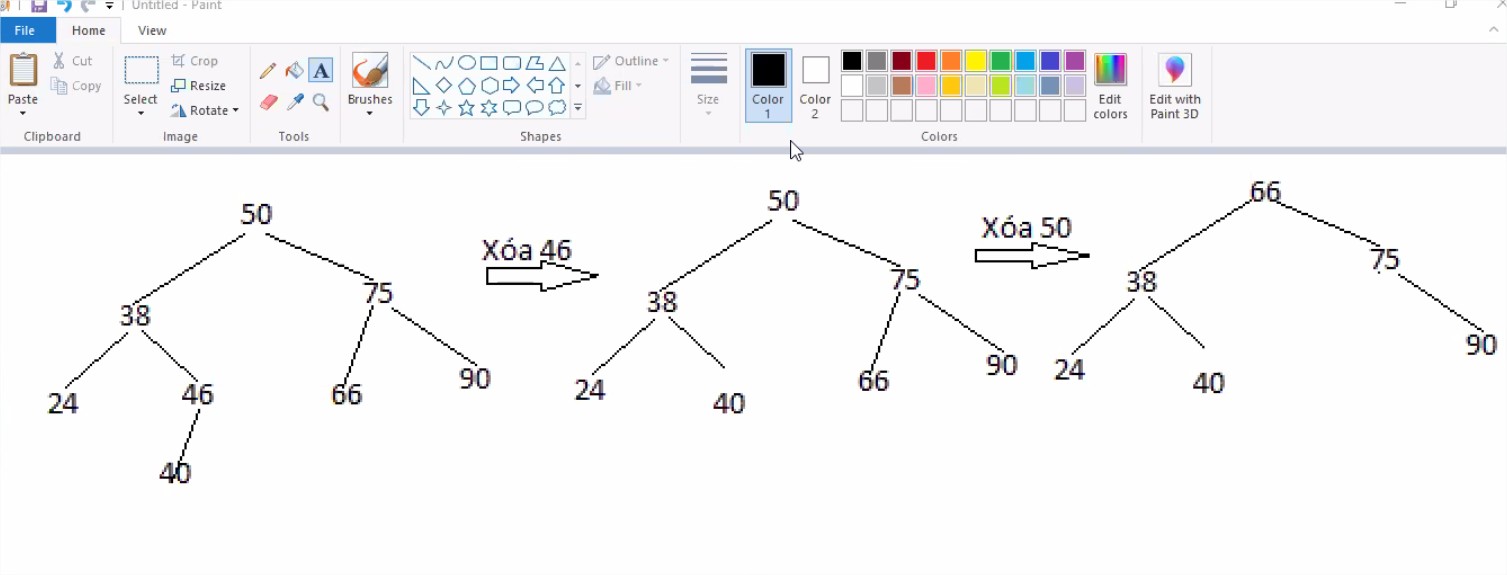 Untitled - Paint
File Home View
Cut
Copy
Paste
Clipboard
Crop
Resize
Rotate
Select
Image
A
Tools
Brushes
Outline
Fill
Shapes
Size
Color 1
Color 2
Edit colors
Colors
Edit with Paint 3D
50
38 75
24 46 66 90
40
Xóa 46
50
38 75
24 40 66 90
Xóa 50
66
38 75
24 40 90